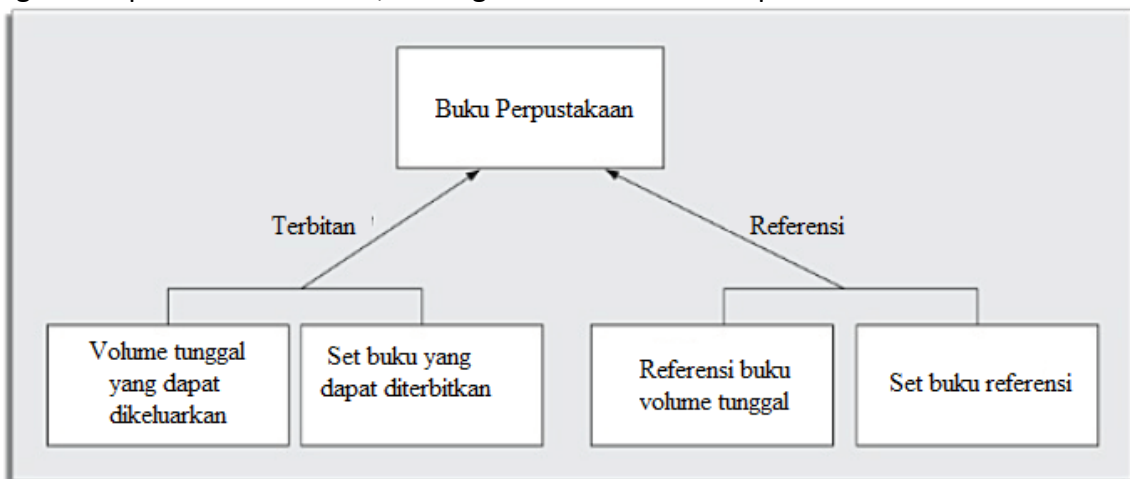 Buku Perpustakaan
Terbitan
Referensi
Volume tunggal
yang dapat
dikeluarkan
Set buku yang
dapat diterbitkan
Referensi buku
volume tunggal
Set buku referensi